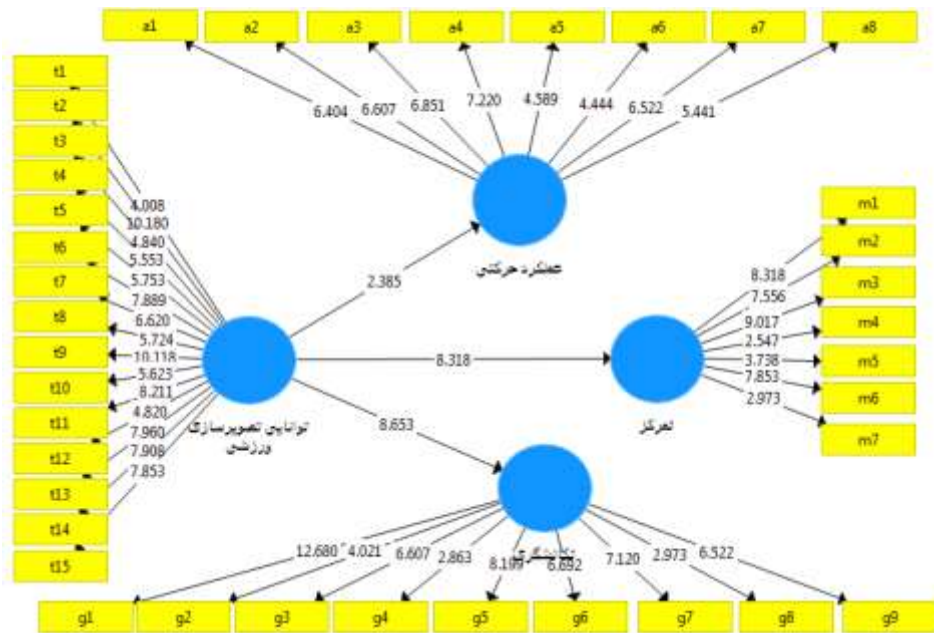 a1 a2 a3 a4 a5 a6 a7 a8
6.404 6.607 6.851 7.220 4.589 4.444 6.522 5.441
عملکرد حرکتی
t1
t2
t3
t4
t5
t6
t7
t8
t9
t10
t11
t12
t13
t14
t15
4.008
10.180
4.840
5.553
5.753
7.889
6.620
5.724
10.118
5.623
8.211
4.820
7.960
7.908
7.853
توانایی تصویرسازی
ورزشی
2.385
8.318
8.653
m1
m2
m3
m4
m5
m6
m7
8.318
7.556
9.017
2.547
3.738
7.853
2.973
تمرکز
تکانشگری
12.680 4.021 6.607 2.863 8.199 6.692 7.120 2.973 6.522
g1 g2 g3 g4 g5 g6 g7 g8 g9